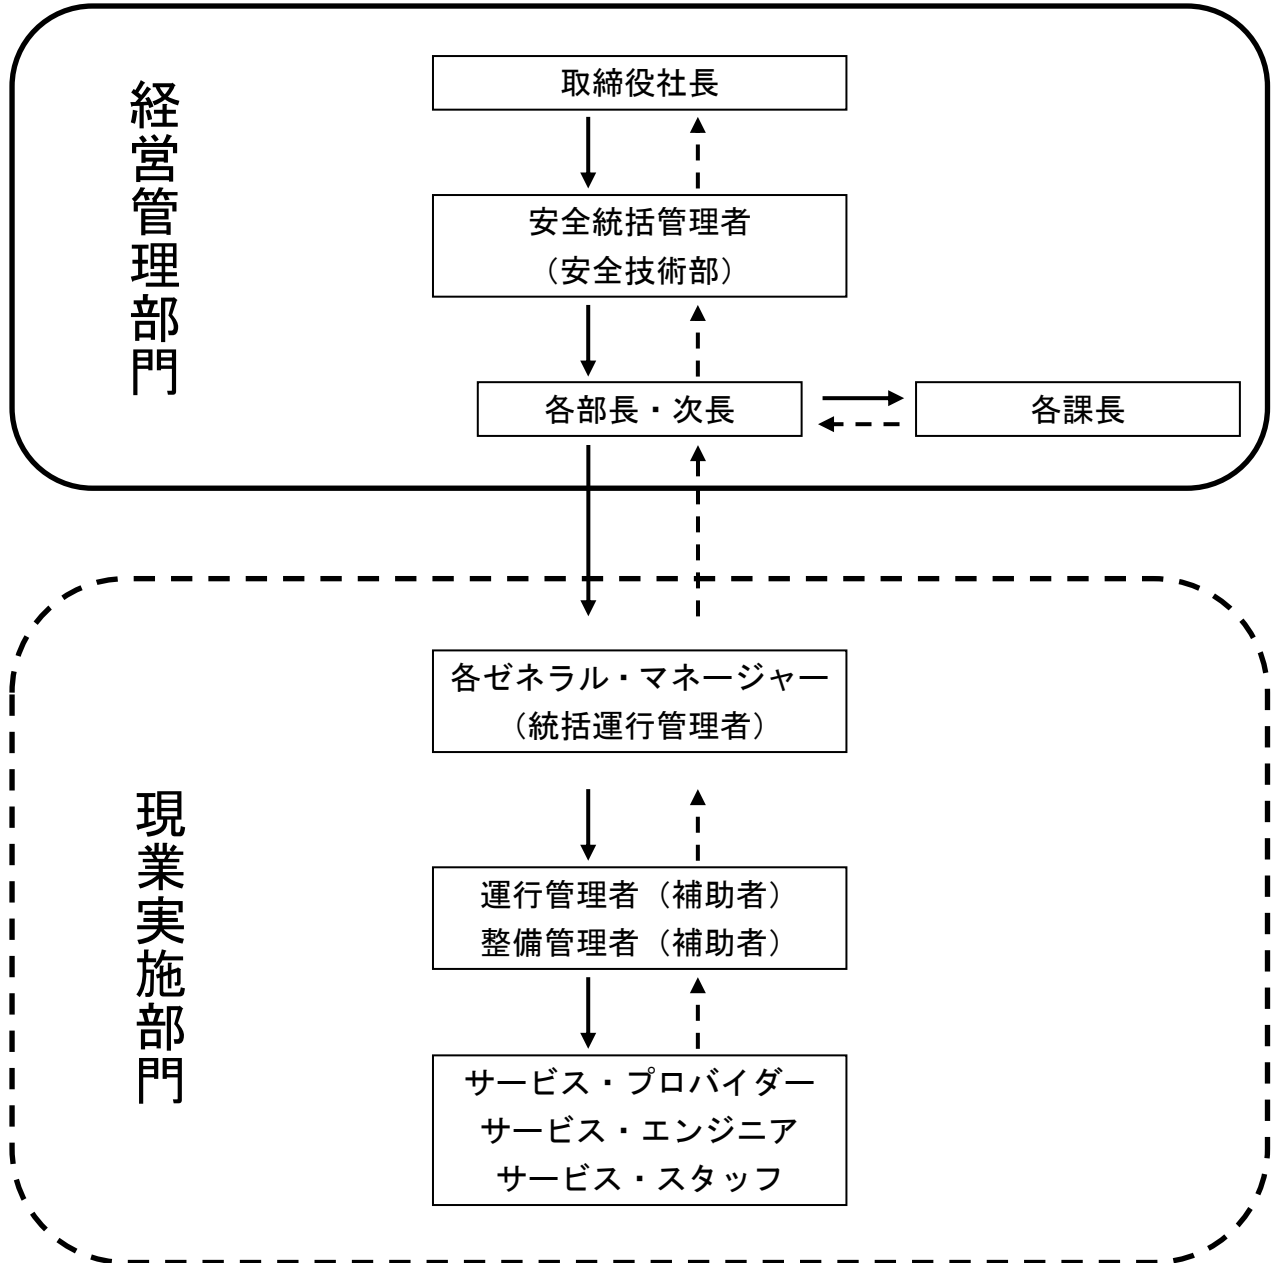 経営管理部門
取締役社長
安全統括管理者
（安全技術部）
各部長・次長
各課長
現業実施部門
各ゼネラル・マネージャー
（統括運行管理者）
運行管理者（補助者）
整備管理者（補助者）
サービス・プロバイダー
サービス・エンジニア
サービス・スタッフ